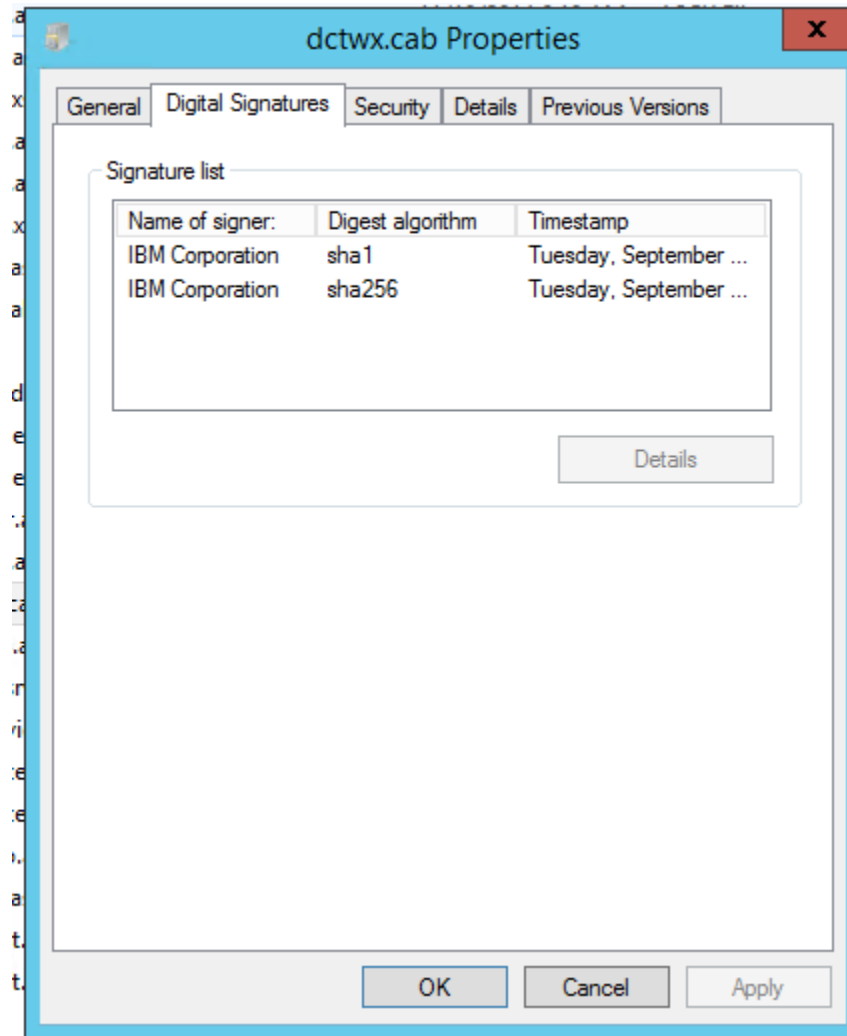 dctwx.cab Properties
x
General Digital Signatures Security Details Previous Versions
Signature list
Name of signer: Digest algorithm Timestamp
IBM Corporation sha1 Tuesday, September ...
IBM Corporation sha256 Tuesday, September ...
Details
OK Cancel Apply